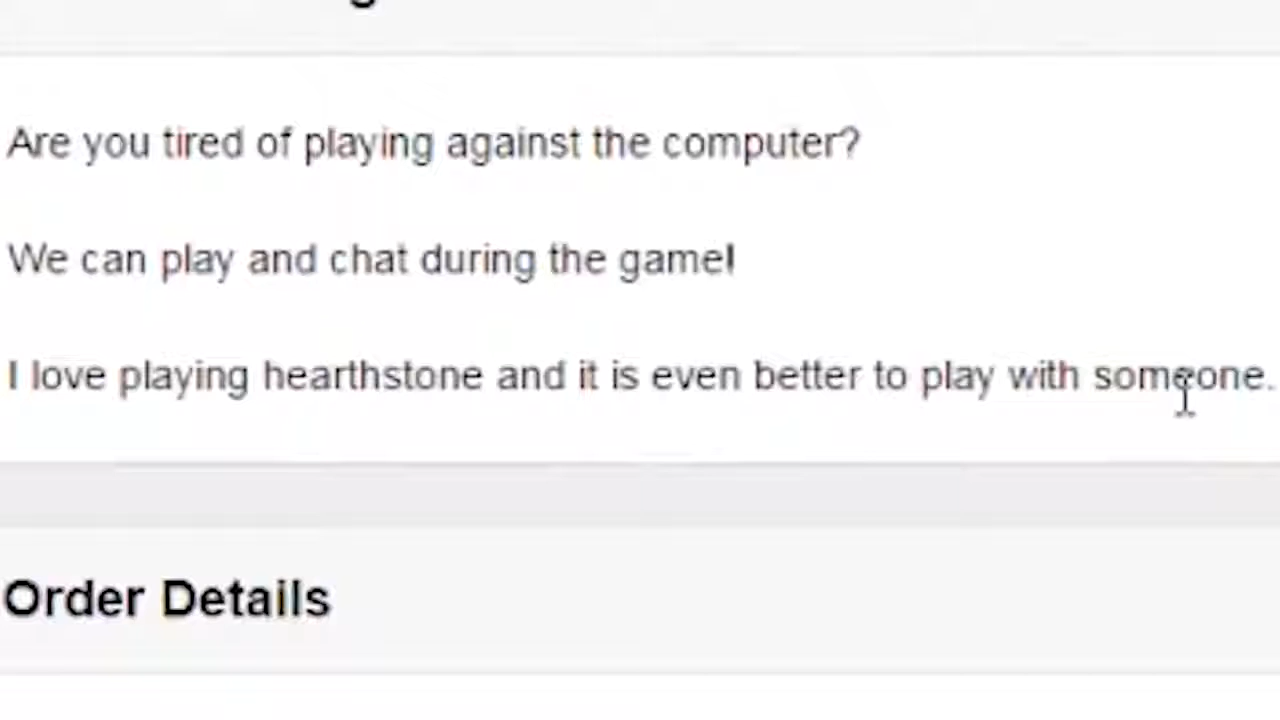 Are you tired of playing against the computer?
We can play and chat during the game!
I love playing hearthstone and it is even better to play with someone.
Order Details